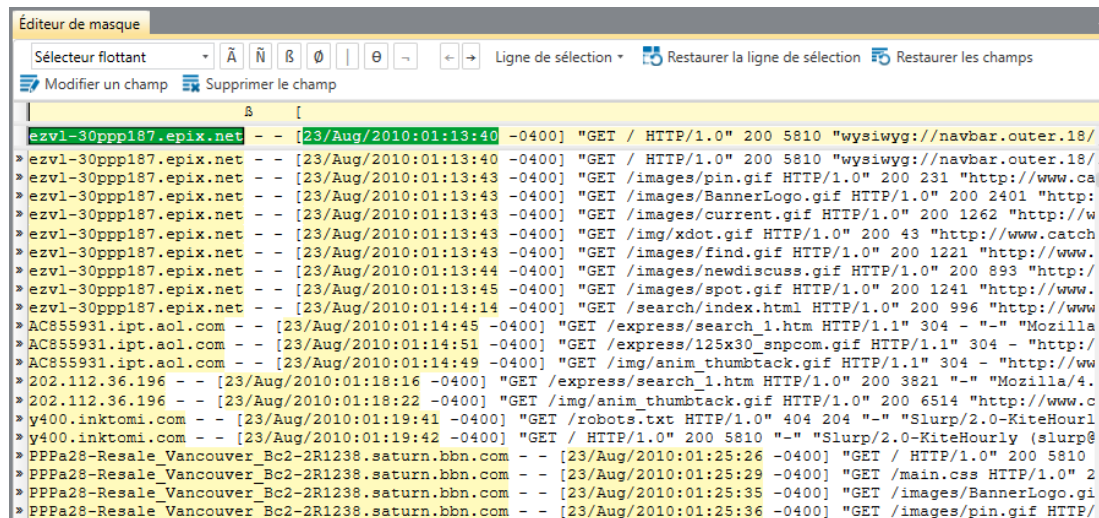 Éditeur de masque
Sélecteur flottant Ã Ñ ß Ø | θ ¬ ← → Ligne de sélection Restaurer la ligne de sélection Restaurer les champs
Modifier un champ Supprimer le champ
ß [
ezvl-30ppp187.epix.net - - [23/Aug/2010:01:13:40 -0400] "GET / HTTP/1.0" 200 5810 "wysiwyg://navbar.outer.18/
» ezvl-30ppp187.epix.net - - [23/Aug/2010:01:13:40 -0400] "GET / HTTP/1.0" 200 5810 "wysiwyg://navbar.outer.18/
» ezvl-30ppp187.epix.net - - [23/Aug/2010:01:13:43 -0400] "GET /images/pin.gif HTTP/1.0" 200 231 "http://www.ca
» ezvl-30ppp187.epix.net - - [23/Aug/2010:01:13:43 -0400] "GET /images/BannerLogo.gif HTTP/1.0" 200 2401 "http:
» ezvl-30ppp187.epix.net - - [23/Aug/2010:01:13:43 -0400] "GET /images/current.gif HTTP/1.0" 200 1262 "http://w
» ezvl-30ppp187.epix.net - - [23/Aug/2010:01:13:43 -0400] "GET /img/xdot.gif HTTP/1.0" 200 43 "http://www.catch
» ezvl-30ppp187.epix.net - - [23/Aug/2010:01:13:43 -0400] "GET /images/find.gif HTTP/1.0" 200 1221 "http://www.
» ezvl-30ppp187.epix.net - - [23/Aug/2010:01:13:44 -0400] "GET /images/newdiscuss.gif HTTP/1.0" 200 893 "http:/
» ezvl-30ppp187.epix.net - - [23/Aug/2010:01:13:45 -0400] "GET /images/spot.gif HTTP/1.0" 200 1241 "http://www.
» ezvl-30ppp187.epix.net - - [23/Aug/2010:01:14:14 -0400] "GET /search/index.html HTTP/1.0" 200 996 "http://www
» AC855931.ipt.aol.com - - [23/Aug/2010:01:14:45 -0400] "GET /express/search_1.htm HTTP/1.1" 304 - "-" "Mozilla
» AC855931.ipt.aol.com - - [23/Aug/2010:01:14:51 -0400] "GET /express/125x30_snpcom.gif HTTP/1.1" 304 - "http:/
» AC855931.ipt.aol.com - - [23/Aug/2010:01:14:49 -0400] "GET /img/anim_thumbtack.gif HTTP/1.1" 304 - "http://ww
» 202.112.36.196 - - [23/Aug/2010:01:18:16 -0400] "GET /express/search_1.htm HTTP/1.0" 200 3821 "-" "Mozilla/4.
» 202.112.36.196 - - [23/Aug/2010:01:18:22 -0400] "GET /img/anim_thumbtack.gif HTTP/1.0" 200 6514 "http://www.c
» y400.inktomi.com - - [23/Aug/2010:01:19:41 -0400] "GET /robots.txt HTTP/1.0" 404 204 "-" "Slurp/2.0-KiteHourl
» y400.inktomi.com - - [23/Aug/2010:01:19:42 -0400] "GET / HTTP/1.0" 200 5810 "-" "Slurp/2.0-KiteHourly (slurp@
» PPPa28-Resale_Vancouver_Bc2-2R1238.saturn.bbn.com - - [23/Aug/2010:01:25:26 -0400] "GET / HTTP/1.0" 200 5810
» PPPa28-Resale_Vancouver_Bc2-2R1238.saturn.bbn.com - - [23/Aug/2010:01:25:29 -0400] "GET /main.css HTTP/1.0" 2
» PPPa28-Resale_Vancouver_Bc2-2R1238.saturn.bbn.com - - [23/Aug/2010:01:25:35 -0400] "GET /images/BannerLogo.gi
» PPPa28-Resale_Vancouver_Bc2-2R1238.saturn.bbn.com - - [23/Aug/2010:01:25:36 -0400] "GET /images/pin.gif HTTP/